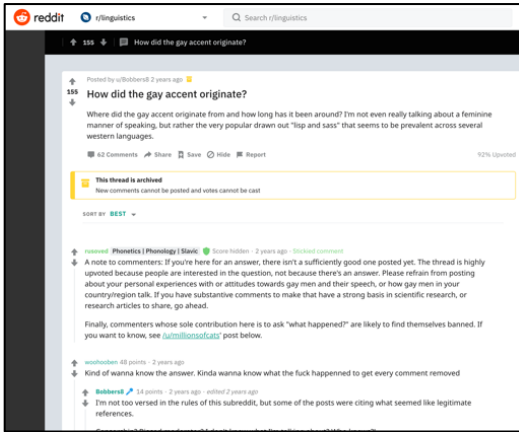 reddit r/linguistics Search r/linguistics
155 How did the gay accent originate?
Posted by u/Bobbers8 2 years ago
155
How did the gay accent originate?
Where did the gay accent originate from and how long has it been around? I'm not even really talking about a feminine
manner of speaking, but rather the very popular drawn out "lisp and sass" that seems to be prevalent across several
western languages.
62 Comments Share Save Hide Report 92% Upvoted
This thread is archived
New comments cannot be posted and votes cannot be cast
SORT BY BEST
Phonetics | Phonology | Slavic Score hidden · 2 years ago · Stickied comment
A note to commenters: If you're here for an answer, there isn't a sufficiently good one posted yet. The thread is highly
upvoted because people are interested in the question, not because there's an answer. Please refrain from posting
about your personal experiences with or attitudes towards gay men and their speech, or how gay men in your
country/region talk. If you have substantive comments to make that have a strong basis in scientific research, or
research articles to share, go ahead.
Finally, commenters whose sole contribution here is to ask "what happened?" are likely to find themselves banned. If
you want to know, see /u/millionsofcats' post below.
woohooben 48 points · 2 years ago
Kind of wanna know the answer. Kinda wanna know what the fuck happened to get every comment removed
Bobbers8 14 points · 2 years ago · edited 2 years ago
I'm not too versed in the rules of this subreddit, but some of the posts were citing what seemed like legitimate
references.